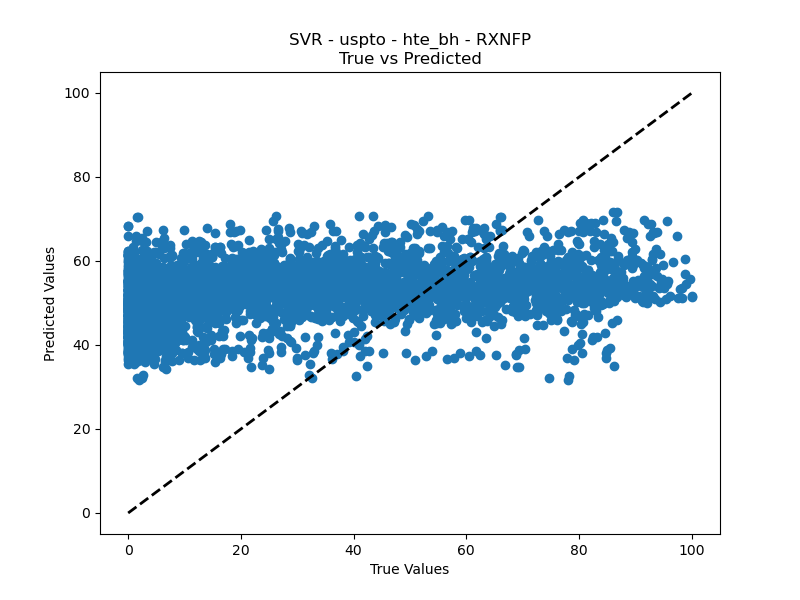 SVR - uspto - hte_bh - RXNFP
True vs Predicted
100
80
60
40
20
0
Predicted Values
0 20 40 60 80 100
True Values